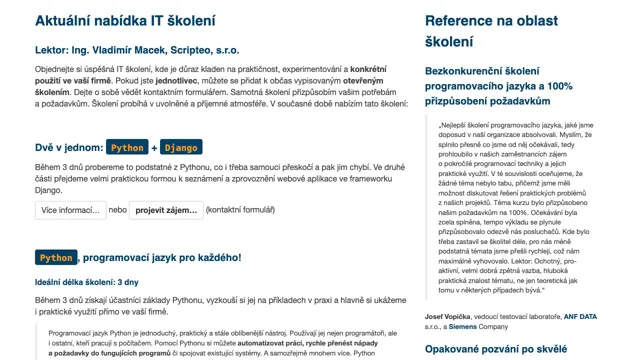 Aktuální nabídka IT školení
Lektor: Ing. Vladimír Macek, Scripteo, s.r.o.
Objednejte si úspěšná IT školení, kde je důraz kladen na praktičnost, experimentování a konkrétní
použití ve vaší firmě. Pokud jste jednotlivec, můžete se přidat k občas vypisovaným otevřeným
školením. Dejte o sobě vědět kontaktním formulářem. Samotná školení přizpůsobím vašim potřebám
a požadavkům. Školení probíhá v uvolněné a příjemné atmosféře. V současné době nabízím tato školení:
Dvě v jednom: Python + Django
Během 3 dnů probereme to podstatné z Pythonu, co i třeba samouci přeskočí a pak jim chybí. Ve druhé
části přejdeme velmi praktickou formou k seznámení a zprovoznění webové aplikace ve frameworku
Django.
Více informací… nebo projevit zájem… (kontaktní formulář)
Python, programovací jazyk pro každého!
Ideální délka školení: 3 dny
Během 3 dnů získají účastníci základy Pythonu, vyzkouší si jej na příkladech v praxi a hlavně si ukážeme
i praktické využití přímo ve vaší firmě.
Programovací jazyk Python je jednoduchý, praktický a stále oblíbenější nástroj. Používají jej nejen programátoři, ale
i ostatní, kteří pracují s počítačem. Pomocí Pythonu si můžete automatizovat práci, rychle přenést nápady
a požadavky do fungujících programů či spojovat existující systémy. A samozřejmě mnohem více. Python
Reference na oblast
školení
Bezkonkurenční školení
programovacího jazyka a 100%
přizpůsobení požadavkům
„Nejlepší školení programovacího jazyka, jaké jsme
doposud v naší organizace absolvovali. Myslím, že
splnilo přesně co jsme od něj očekávali, tedy
prohloubilo v našich zaměstnancích zájem
o pokročilé programovací techniky a jejich
praktické využití. V té souvislosti oceňujeme, že
žádné téma nebylo tabu, přičemž jsme měli
možnost diskutovat řešení praktických problémů
z našich projektů. Téma kurzu bylo přizpůsobeno
našim požadavkům na 100%. Očekávání byla
zcela splněna, tempo výkladu se plynule
přizpůsobovalo odezvě nás posluchačů. Kde bylo
třeba zastavil se školitel déle, pro nás méně
podstatná témata jsme přešli rychleji, což nám
maximálně vyhovovalo. Lektor: Ochotný, pro-
aktivní, velmi dobrá zpětná vazba, hluboká
praktická znalost tématu, ne jen teoretická jak
tomu v některých případech bývá.“
Josef Vopička, vedoucí testovací laboratoře, ANF DATA
s.r.o., a Siemens Company
Opakované pozvání po skvělé